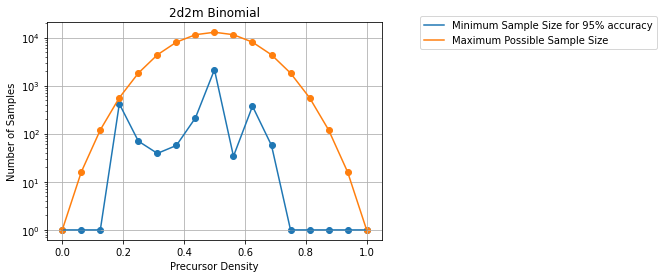 2d2m Binomial
Minimum Sample Size for 95% accuracy
Maximum Possible Sample Size
Number of Samples
10⁴
10³
10²
10¹
10⁰
0.0 0.2 0.4 0.6 0.8 1.0
Precursor Density